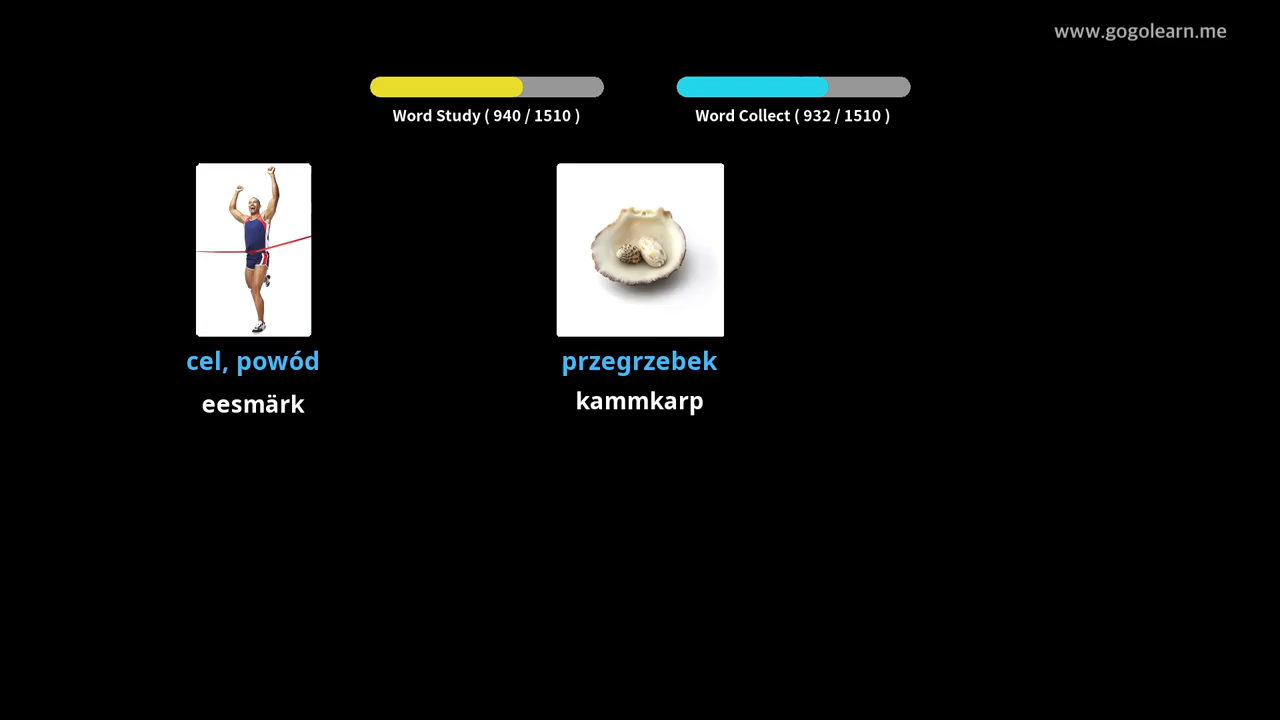 www.gogolearn.me
Word Study ( 940 / 1510 )
Word Collect ( 932 / 1510 )
cel, powód
przegrzebek
eesmärk
kammkarp